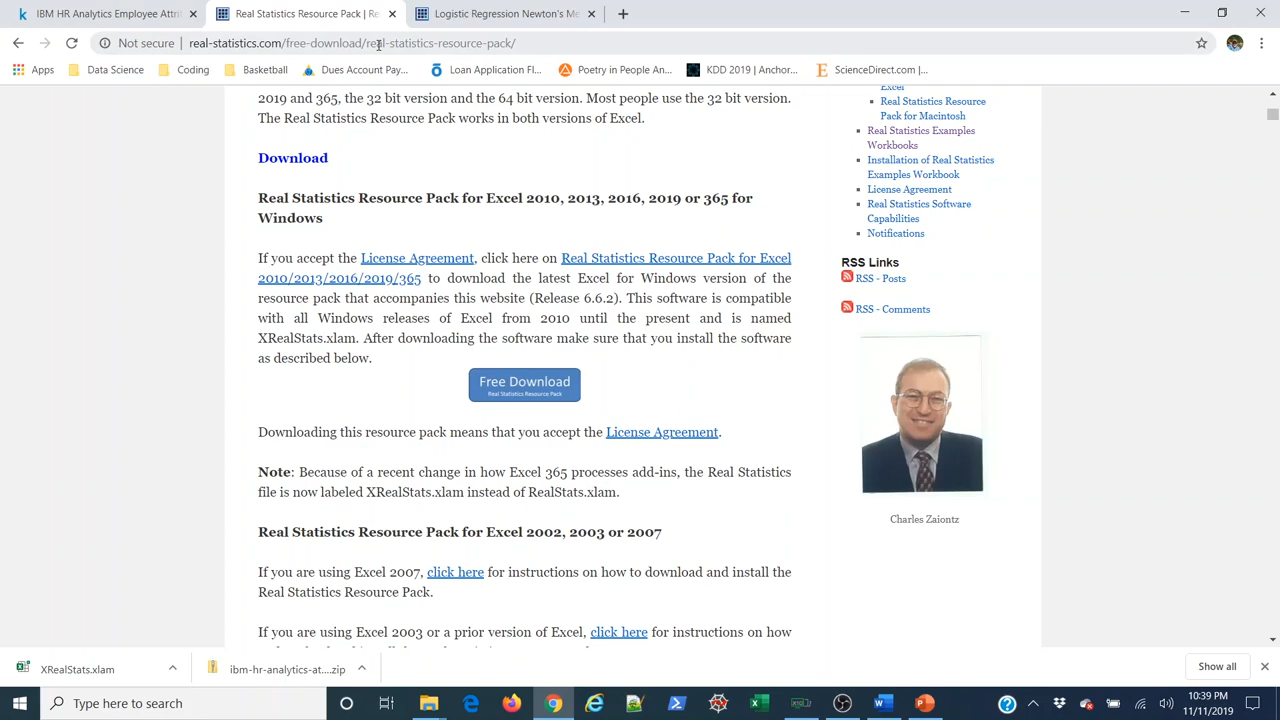 IBM HR Analytics Employee Attri
Real Statistics Resource Pack | Re
Logistic Regression Newton's Me
Not secure | real-statistics.com/free-download/real-statistics-resource-pack/
Apps
Data Science
Coding
Basketball
Dues Account Pay...
Loan Application Fl...
Poetry in People An...
KDD 2019 | Anchor...
ScienceDirect.com |...
2019 and 365, the 32 bit version and the 64 bit version. Most people use the 32 bit version.
The Real Statistics Resource Pack works in both versions of Excel.
Download
Real Statistics Resource Pack for Excel 2010, 2013, 2016, 2019 or 365 for
Windows
If you accept the License Agreement, click here on Real Statistics Resource Pack for Excel
2010/2013/2016/2019/365 to download the latest Excel for Windows version of the
resource pack that accompanies this website (Release 6.6.2). This software is compatible
with all Windows releases of Excel from 2010 until the present and is named
XRealStats.xlam. After downloading the software make sure that you install the software
as described below.
Free Download
Real Statistics Resource Pack
Downloading this resource pack means that you accept the License Agreement.
Note: Because of a recent change in how Excel 365 processes add-ins, the Real Statistics
file is now labeled XRealStats.xlam instead of RealStats.xlam.
Real Statistics Resource Pack for Excel 2002, 2003 or 2007
If you are using Excel 2007, click here for instructions on how to download and install the
Real Statistics Resource Pack.
If you are using Excel 2003 or a prior version of Excel, click here for instructions on how
Excel
Real Statistics Resource
Pack for Macintosh
Real Statistics Examples
Workbooks
Installation of Real Statistics
Examples Workbook
License Agreement
Real Statistics Software
Capabilities
Notifications
RSS Links
RSS - Posts
RSS - Comments
Charles Zaiontz
XRealStats.xlam
ibm-hr-analytics-at....zip
Show all
Type here to search
10:39 PM
11/11/2019